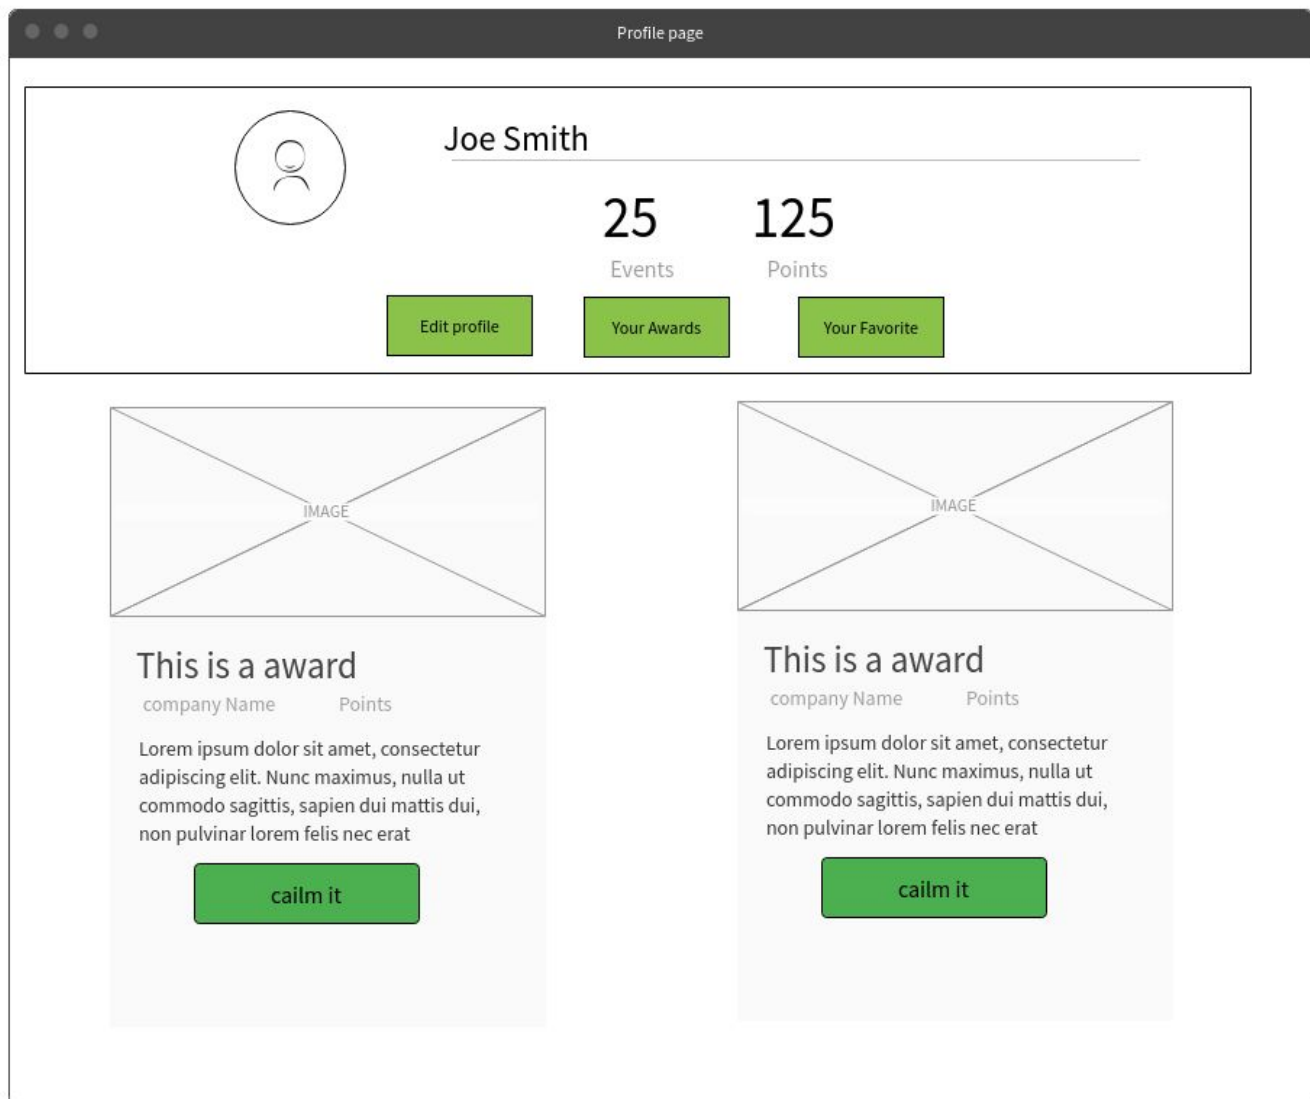 Profile page
Joe Smith
25 125
Events Points
Edit profile Your Awards Your Favorite
IMAGE
This is a award
company Name Points
Lorem ipsum dolor sit amet, consectetur
adipiscing elit. Nunc maximus, nulla ut
commodo sagittis, sapien dui mattis dui,
non pulvinar lorem felis nec erat
cailm it
IMAGE
This is a award
company Name Points
Lorem ipsum dolor sit amet, consectetur
adipiscing elit. Nunc maximus, nulla ut
commodo sagittis, sapien dui mattis dui,
non pulvinar lorem felis nec erat
cailm it